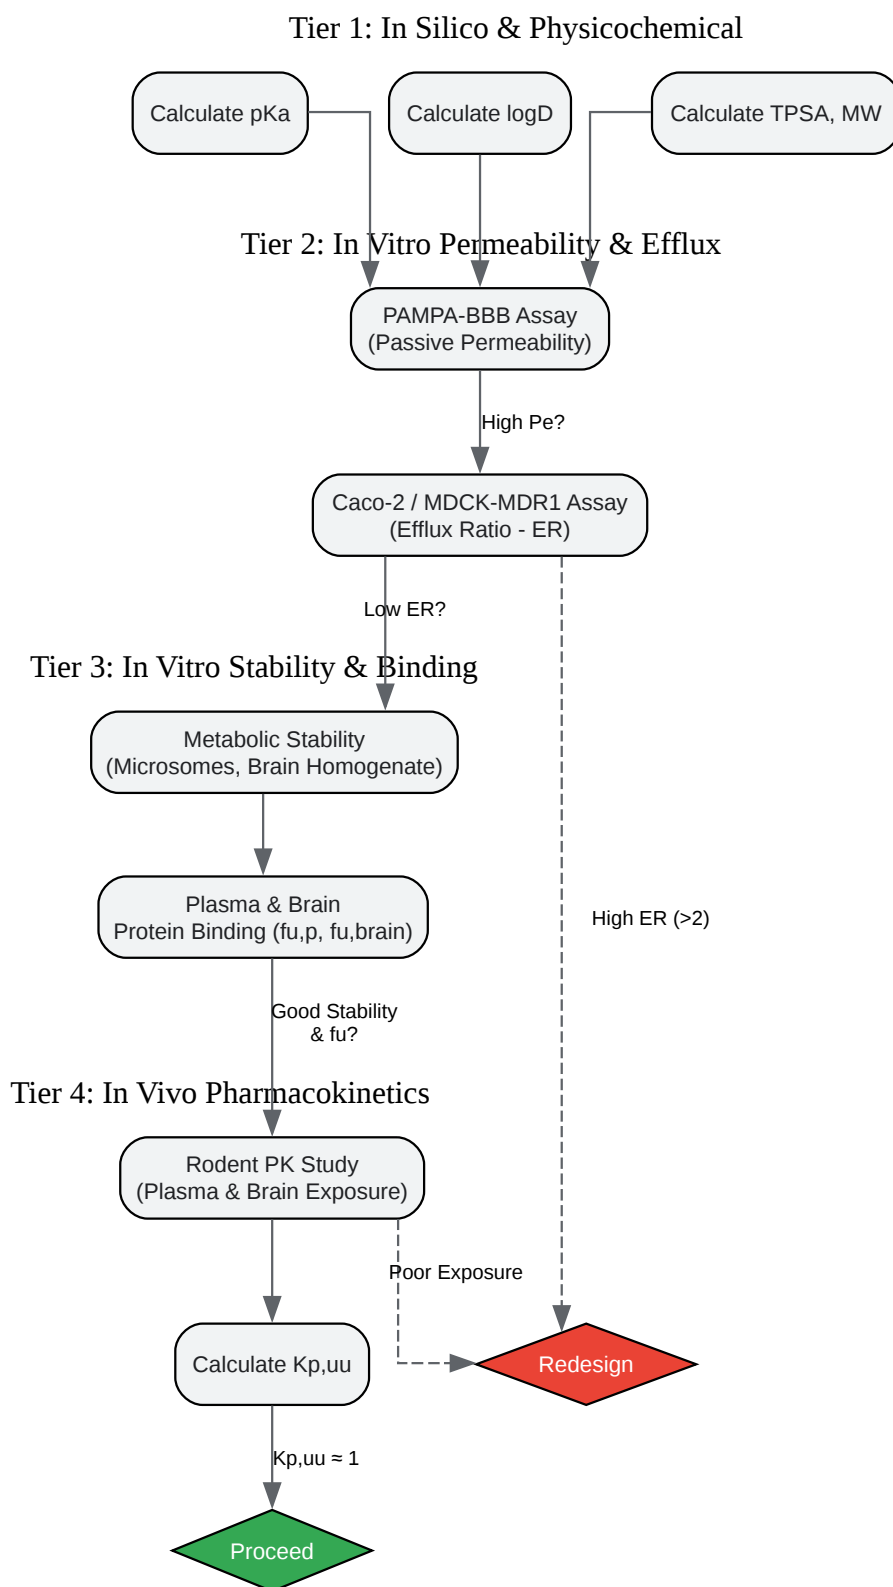 Tier 1: In Silico & Physicochemical
Calculate pKa
Calculate logD
Calculate TPSA, MW
Tier 2: In Vitro Permeability & Efflux
PAMPA-BBB Assay
(Passive Permeability)
High Pe?
Caco-2 / MDCK-MDR1 Assay
(Efflux Ratio - ER)
Low ER?
Tier 3: In Vitro Stability & Binding
Metabolic Stability
(Microsomes, Brain Homogenate)
Plasma & Brain
Protein Binding (fu,p, fu,brain)
High ER (>2)
Good Stability
& fu?
Tier 4: In Vivo Pharmacokinetics
Rodent PK Study
(Plasma & Brain Exposure)
Poor Exposure
Calculate Kp,uu
Redesign
Kp,uu ≈ 1
Proceed